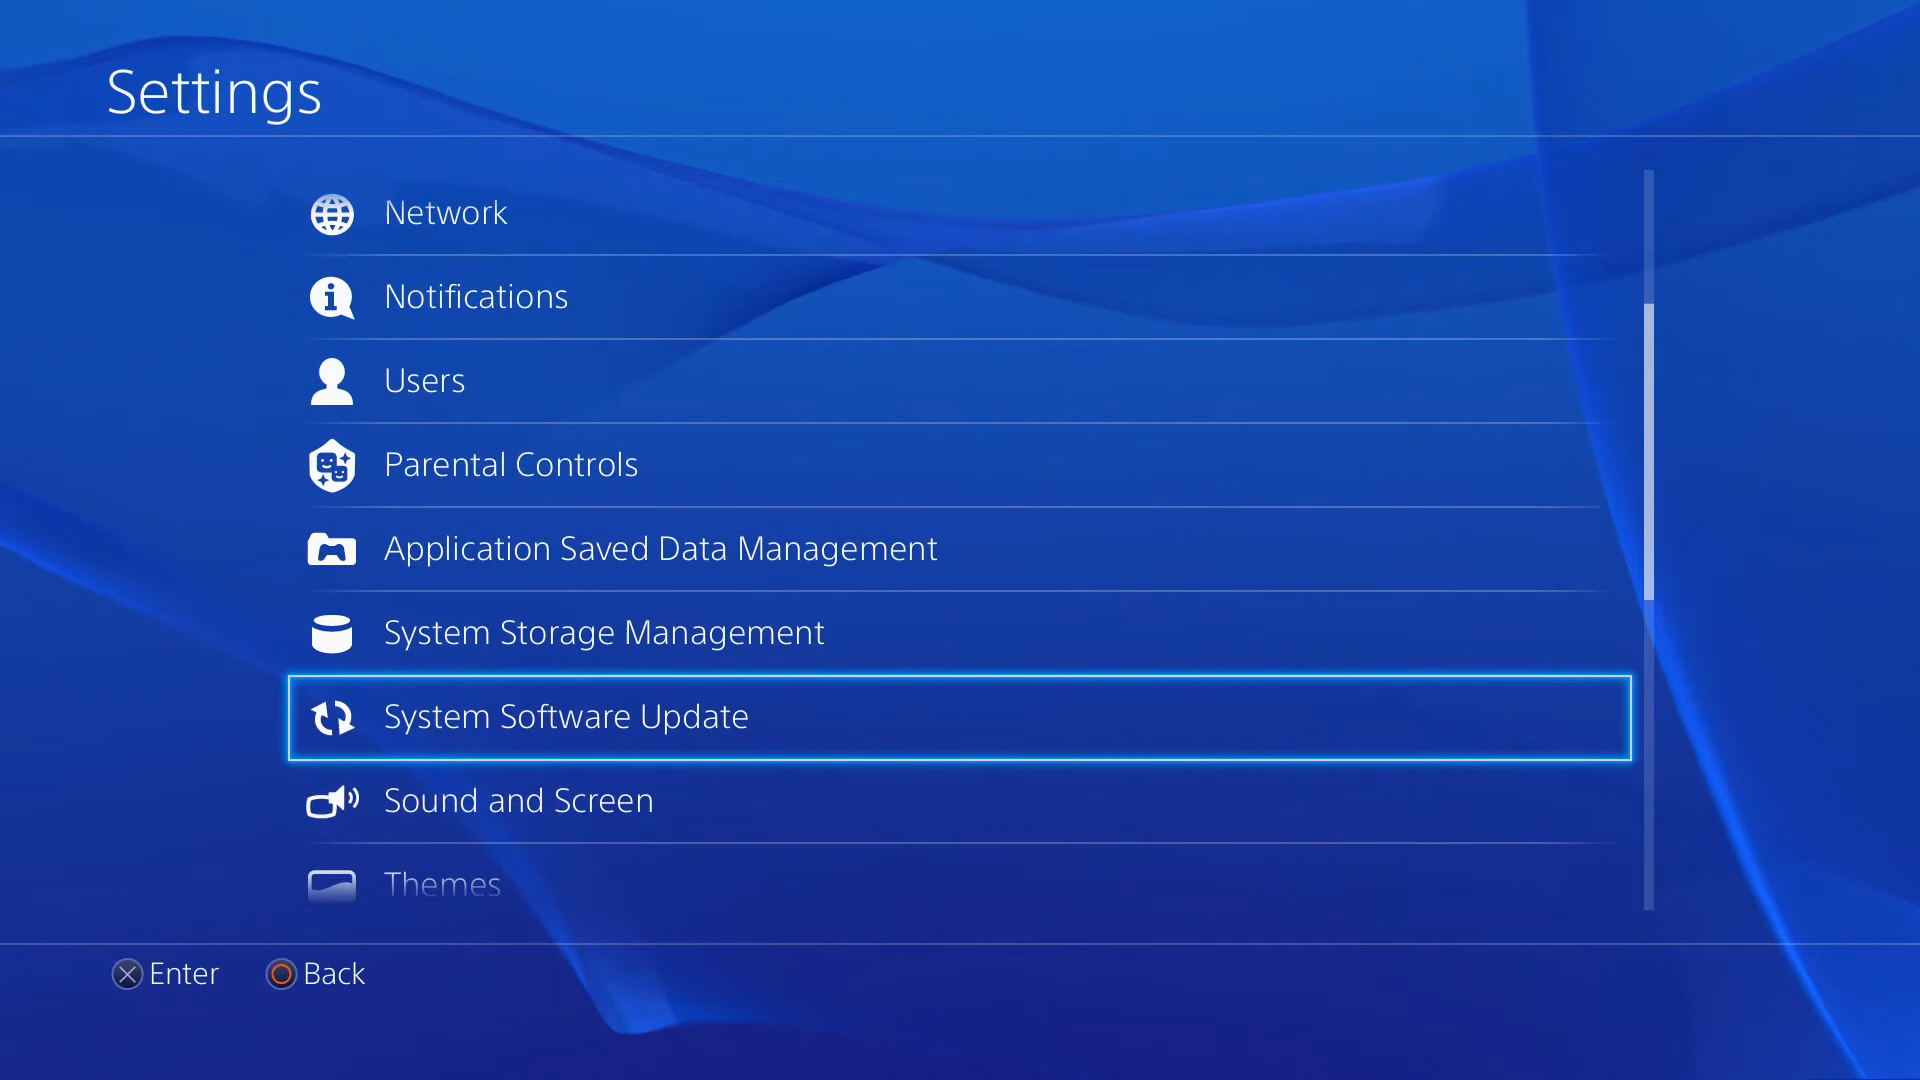 Settings
Network
Notifications
Users
Parental Controls
Application Saved Data Management
System Storage Management
System Software Update
Sound and Screen
Themes
Enter Back